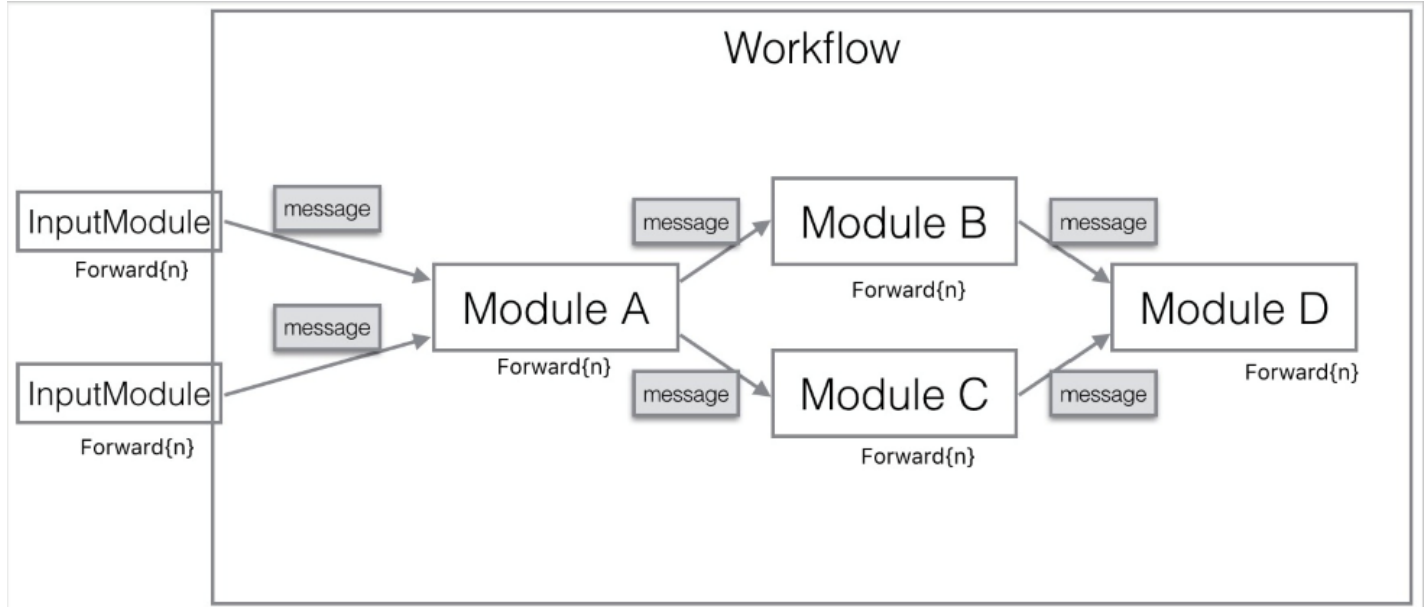 Workflow
InputModule
Forward{n}
message
InputModule
Forward{n}
message
Module A
Forward{n}
message
message
Module B
Forward{n}
Module C
Forward{n}
message
message
Module D
Forward{n}